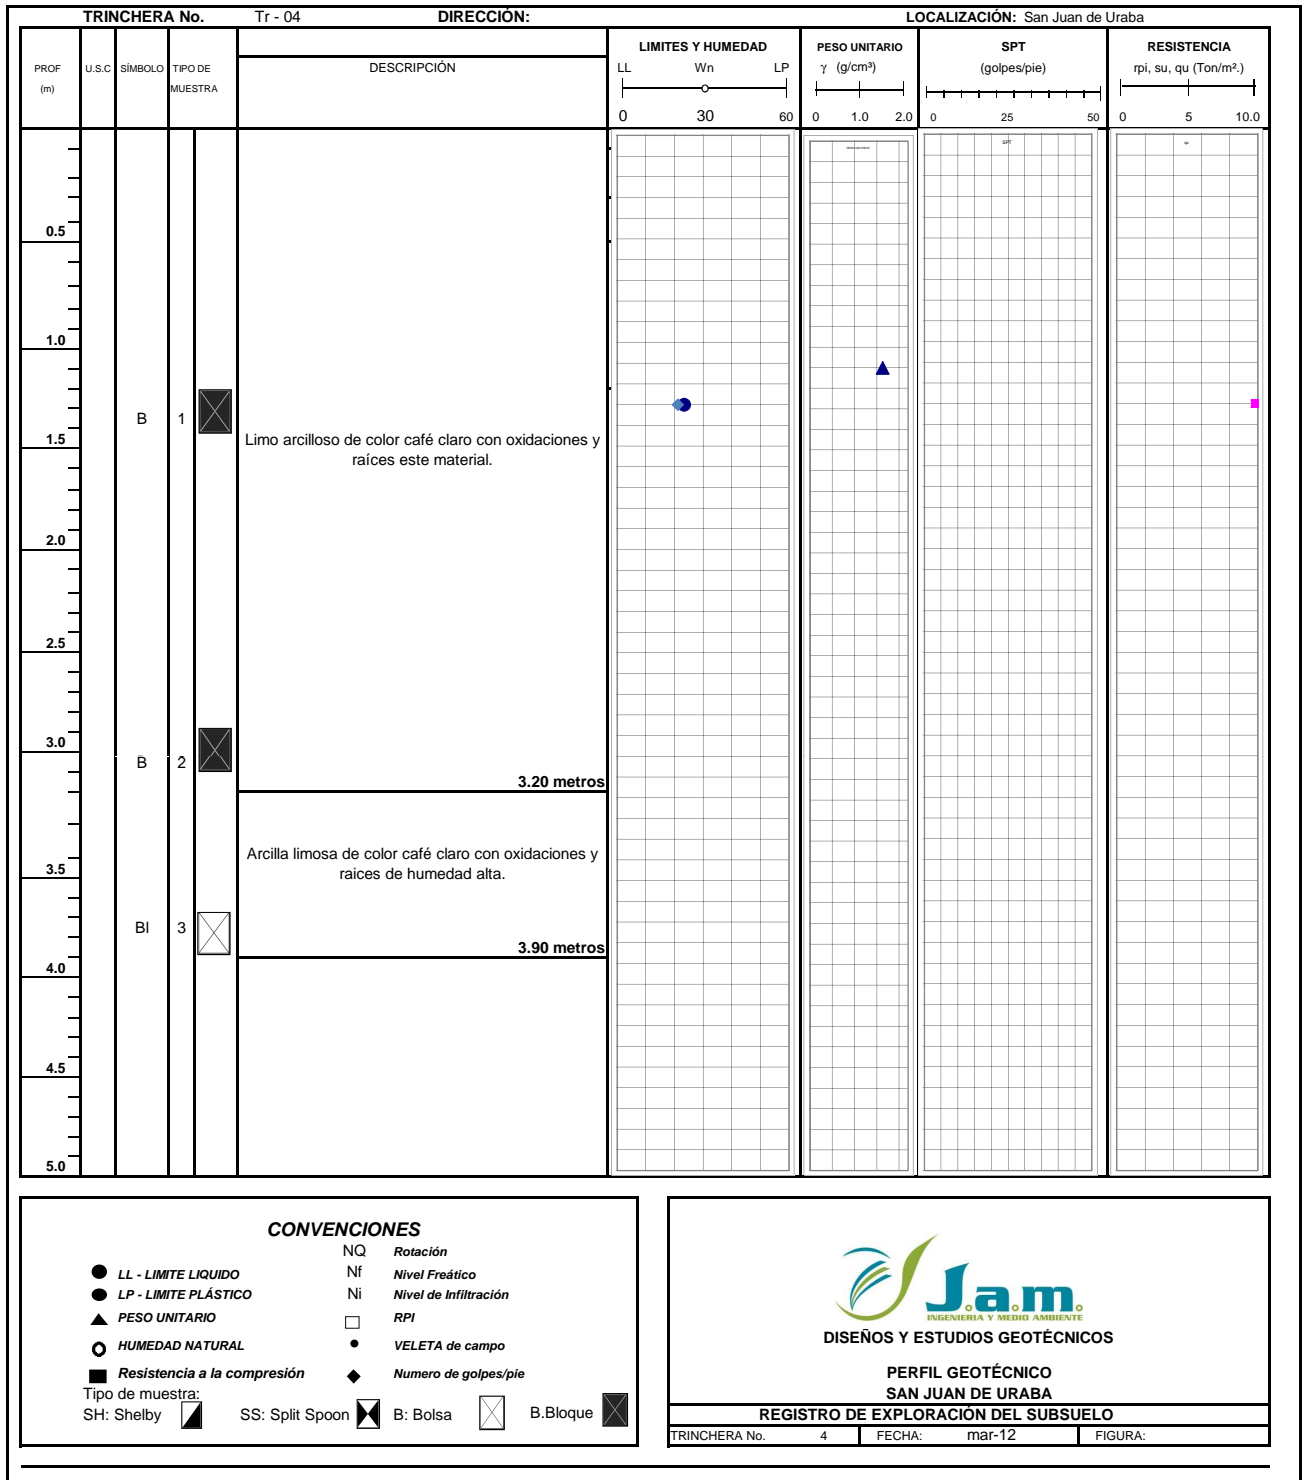 TRINCHERA No. Tr - 04 DIRECCIÓN: LOCALIZACIÓN: San Juan de Uraba
PROF (m)
U.S.C
SÍMBOLO
TIPO DE MUESTRA
DESCRIPCIÓN
LIMITES Y HUMEDAD
LL Wn LP
0 30 60
PESO UNITARIO
γ (g/cm³)
0 1.0 2.0
SPT
(golpes/pie)
0 25 50
RESISTENCIA
rpi, su, qu (Ton/m².)
0 5 10.0
SPT
qu
0.5
1.0
B 1
1.5
Limo arcilloso de color café claro con oxidaciones y
raíces este material.
2.0
2.5
3.0
B 2
3.20 metros
Arcilla limosa de color café claro con oxidaciones y
raices de humedad alta.
3.5
Bl 3
3.90 metros
4.0
4.5
5.0
CONVENCIONES
NQ Rotación
LL - LIMITE LIQUIDO Nf Nivel Freático
LP - LIMITE PLÁSTICO Ni Nivel de Infiltración
PESO UNITARIO RPI
HUMEDAD NATURAL VELETA de campo
Resistencia a la compresión Numero de golpes/pie
Tipo de muestra:
SH: Shelby SS: Split Spoon B: Bolsa B.Bloque
J.a.m.
INGENIERIA Y MEDIO AMBIENTE
DISEÑOS Y ESTUDIOS GEOTÉCNICOS
PERFIL GEOTÉCNICO
SAN JUAN DE URABA
REGISTRO DE EXPLORACIÓN DEL SUBSUELO
TRINCHERA No. 4 FECHA: mar-12 FIGURA: